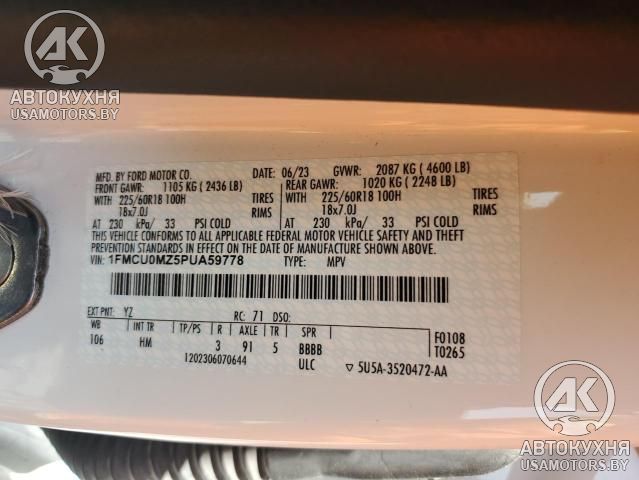 АК
АВТОКУХНЯ
USAMOTORS.BY
MFD. BY FORD MOTOR CO.
DATE: 06/23 GVWR: 2087 KG ( 4600 LB)
FRONT GAWR: 1105 KG ( 2436 LB)
REAR GAWR: 1020 KG ( 2248 LB)
WITH 225/60R18 100H TIRES
18x7.0J RIMS
AT 230 kPa/ 33 PSI COLD
WITH 225/60R18 100H TIRES
18x7.0J RIMS
AT 230 kPa/ 33 PSI COLD
THIS VEHICLE CONFORMS TO ALL APPLICABLE FEDERAL MOTOR VEHICLE SAFETY AND THEFT PREVENTION
STANDARDS IN EFFECT ON THE DATE OF MANUFACTURE SHOWN ABOVE.
VIN: 1FMCU0MZ5PUA59778 TYPE: MPV
EXT PNT: YZ RC: 71 DSO:
WB INT TR TP/PS R AXLE TR SPR F0108
106 HM 3 91 5 BBBB T0265
1202306070644 ULC ▽ 5U5A-3520472-AA
АК
АВТОКУХНЯ
USAMOTORS.BY